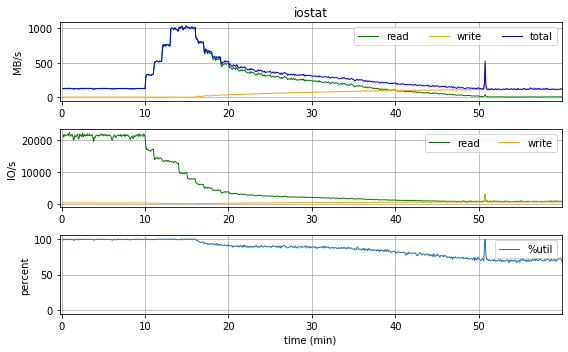 iostat
1000
500
0
MB/s
read write total
0 10 20 30 40 50
20000
10000
0
IO/s
read write
0 10 20 30 40 50
100
50
0
percent
%util
0 10 20 30 40 50
time (min)